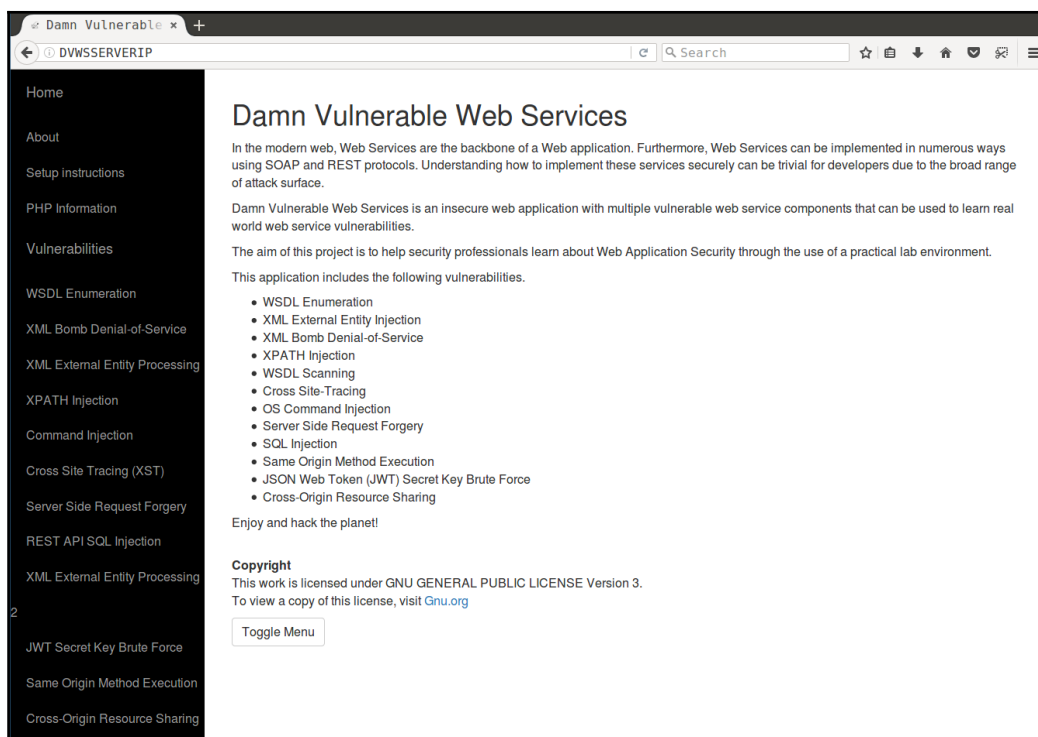 Damn Vulnerable × +
DVWSSERVERIP
Search
Home
About
Setup instructions
PHP Information
Vulnerabilities
WSDL Enumeration
XML Bomb Denial-of-Service
XML External Entity Processing
XPATH Injection
Command Injection
Cross Site Tracing (XST)
Server Side Request Forgery
REST API SQL Injection
XML External Entity Processing
2
JWT Secret Key Brute Force
Same Origin Method Execution
Cross-Origin Resource Sharing
Damn Vulnerable Web Services
In the modern web, Web Services are the backbone of a Web application. Furthermore, Web Services can be implemented in numerous ways
using SOAP and REST protocols. Understanding how to implement these services securely can be trivial for developers due to the broad range
of attack surface.
Damn Vulnerable Web Services is an insecure web application with multiple vulnerable web service components that can be used to learn real
world web service vulnerabilities.
The aim of this project is to help security professionals learn about Web Application Security through the use of a practical lab environment.
This application includes the following vulnerabilities.
• WSDL Enumeration
• XML External Entity Injection
• XML Bomb Denial-of-Service
• XPATH Injection
• WSDL Scanning
• Cross Site-Tracing
• OS Command Injection
• Server Side Request Forgery
• SQL Injection
• Same Origin Method Execution
• JSON Web Token (JWT) Secret Key Brute Force
• Cross-Origin Resource Sharing
Enjoy and hack the planet!
Copyright
This work is licensed under GNU GENERAL PUBLIC LICENSE Version 3.
To view a copy of this license, visit Gnu.org
Toggle Menu